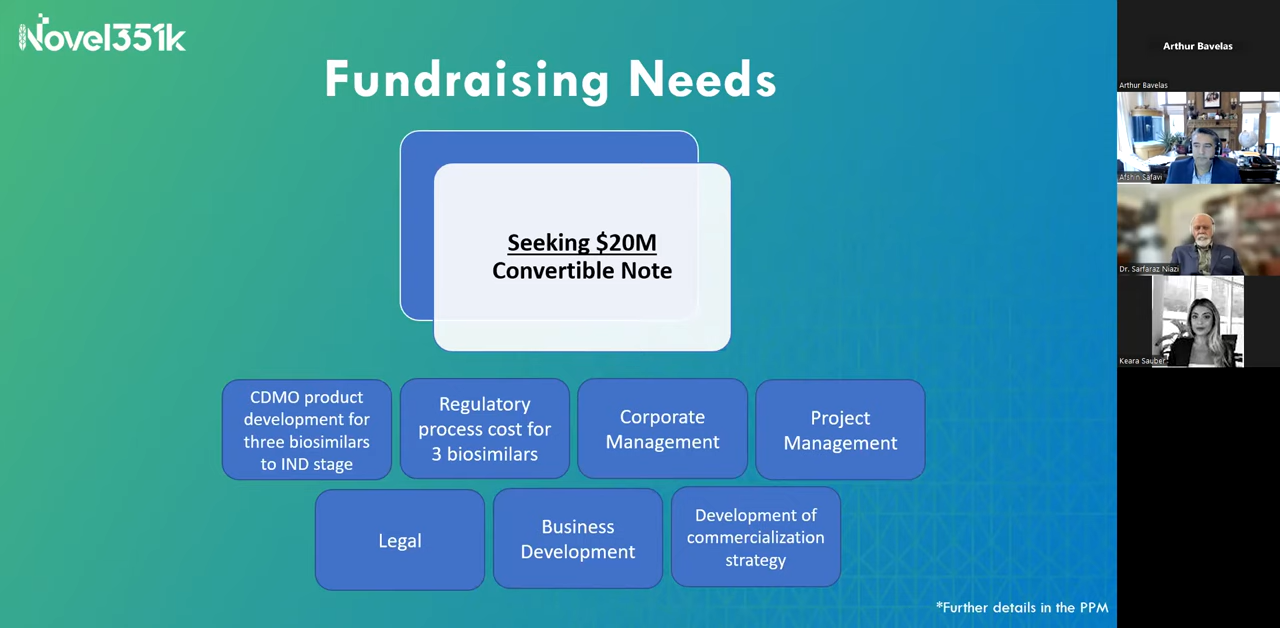 Novel351k
Fundraising Needs
Seeking $20M
Convertible Note
CDMO product
development for
three biosimilars
to IND stage
Regulatory
process cost for
3 biosimilars
Corporate
Management
Project
Management
Legal
Business
Development
Development of
commercialization
strategy
*Further details in the PPM
Arthur Bavelas
Arthur Bavelas
Afshin Safavi
Dr. Sarfaraz Niazi
Keara Sauber